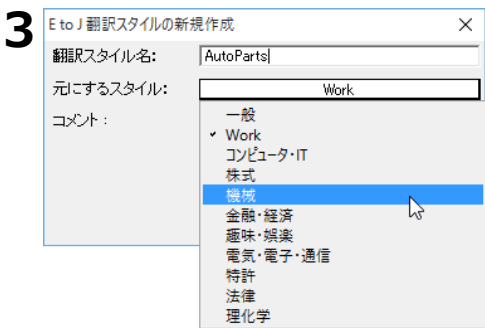 3
E to J 翻訳スタイルの新規作成
翻訳スタイル名: AutoParts
元にするスタイル: Work
コメント :
一般
Work
コンピュータ・IT
株式
機械
金融・経済
趣味・娯楽
電気・電子・通信
特許
法律
理化学